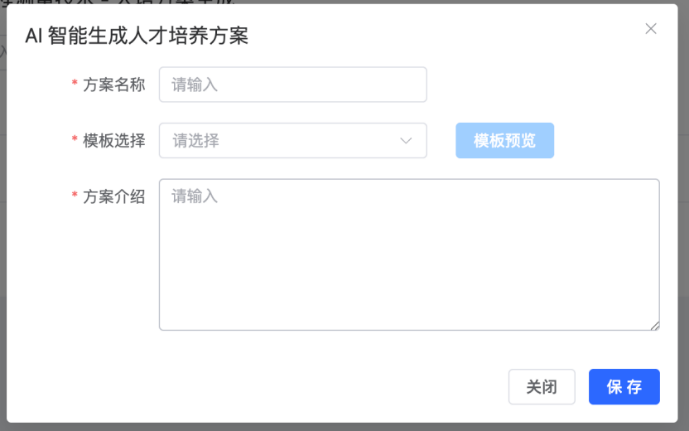 AI 智能生成人才培养方案
* 方案名称 请输入
* 模板选择 请选择 模板预览
* 方案介绍 请输入
关闭 保 存